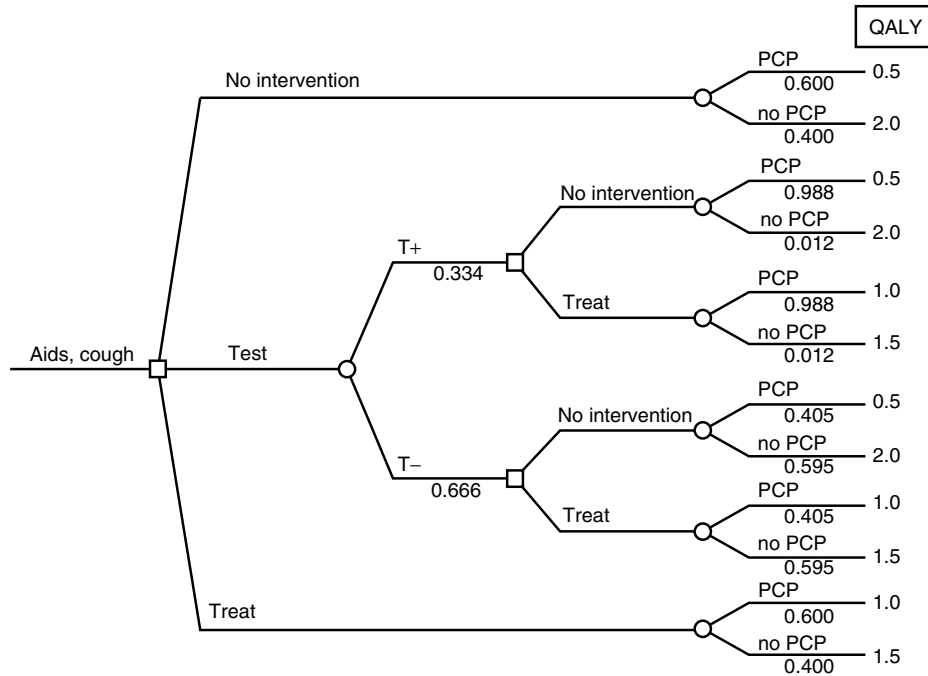 QALY
PCP
0.5
No intervention
0.600
no PCP
2.0
0.400
PCP
0.5
0.988
No intervention
no PCP
2.0
0.012
T+
0.334
PCP
1.0
Treat
0.988
no PCP
1.5
0.012
Aids, cough
Test
PCP
0.5
No intervention
0.405
no PCP
2.0
0.595
T–
0.666
PCP
1.0
Treat
0.405
no PCP
1.5
0.595
PCP
1.0
Treat
0.600
no PCP
1.5
0.400